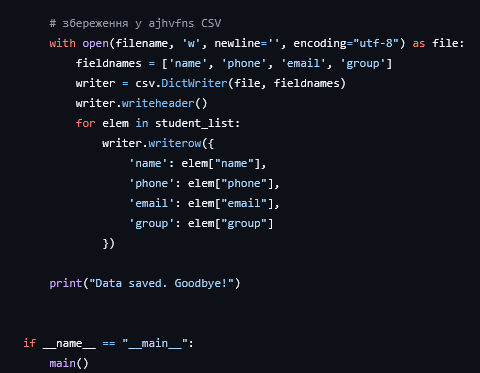 # збереження у ajhvfns CSV
with open(filename, 'w', newline='', encoding="utf-8") as file:
fieldnames = ['name', 'phone', 'email', 'group']
writer = csv.DictWriter(file, fieldnames)
writer.writeheader()
for elem in student_list:
writer.writerow({
'name': elem["name"],
'phone': elem["phone"],
'email': elem["email"],
'group': elem["group"]
})
print("Data saved. Goodbye!")
if __name__ == "__main__":
main()